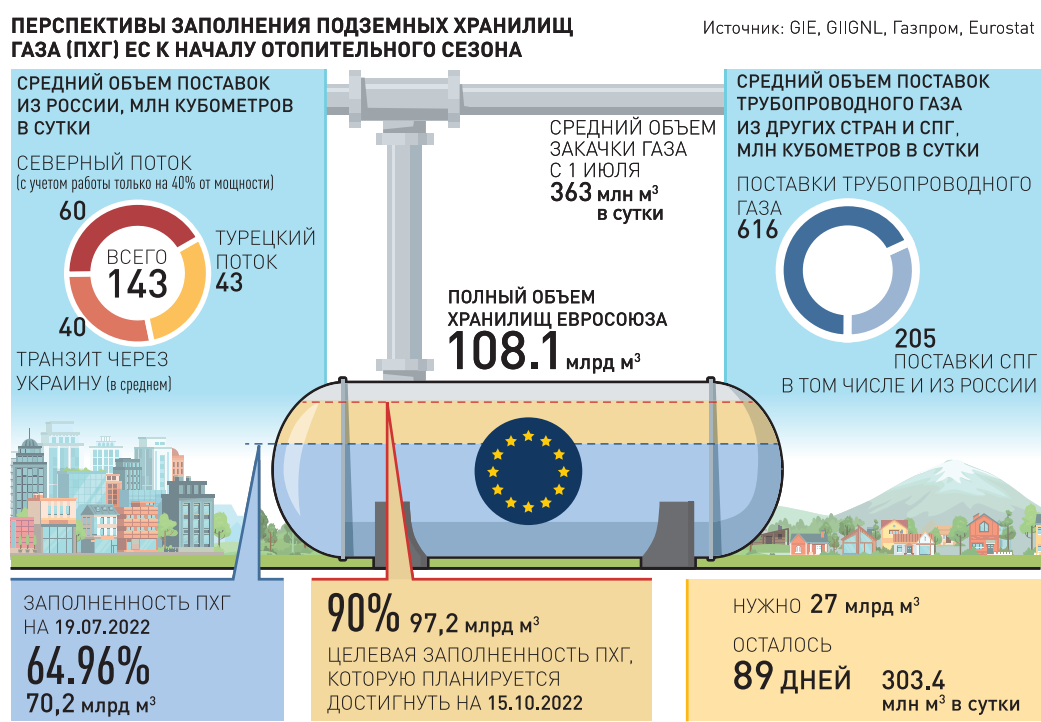 ПЕРСПЕКТИВЫ ЗАПОЛНЕНИЯ ПОДЗЕМНЫХ ХРАНИЛИЩ
ГАЗА (ПХГ) ЕС К НАЧАЛУ ОТОПИТЕЛЬНОГО СЕЗОНА
Источник: GIE, GIIGNL, Газпром, Eurostat
СРЕДНИЙ ОБЪЕМ ПОСТАВОК
ИЗ РОССИИ, МЛН КУБОМЕТРОВ
В СУТКИ
СЕВЕРНЫЙ ПОТОК
(с учетом работы только на 40% от мощности)
60
ВСЕГО
143
ТУРЕЦКИЙ
ПОТОК
43
40
ТРАНЗИТ ЧЕРЕЗ
УКРАИНУ (в среднем)
СРЕДНИЙ ОБЪЕМ
ЗАКАЧКИ ГАЗА
С 1 ИЮЛЯ
363 млн м³
в сутки
ПОЛНЫЙ ОБЪЕМ
ХРАНИЛИЩ ЕВРОСОЮЗА
108.1 млрд м³
СРЕДНИЙ ОБЪЕМ ПОСТАВОК
ТРУБОПРОВОДНОГО ГАЗА
ИЗ ДРУГИХ СТРАН И СПГ,
МЛН КУБОМЕТРОВ В СУТКИ
ПОСТАВКИ ТРУБОПРОВОДНОГО
ГАЗА
616
205
ПОСТАВКИ СПГ
В ТОМ ЧИСЛЕ И ИЗ РОССИИ
ЗАПОЛНЕННОСТЬ ПХГ
НА 19.07.2022
64.96%
70,2 млрд м³
90% 97,2 млрд м³
ЦЕЛЕВАЯ ЗАПОЛНЕННОСТЬ ПХГ,
КОТОРУЮ ПЛАНИРУЕТСЯ
ДОСТИГНУТЬ НА 15.10.2022
НУЖНО 27 млрд м³
ОСТАЛОСЬ
89 ДНЕЙ
303.4
млн м³ в сутки